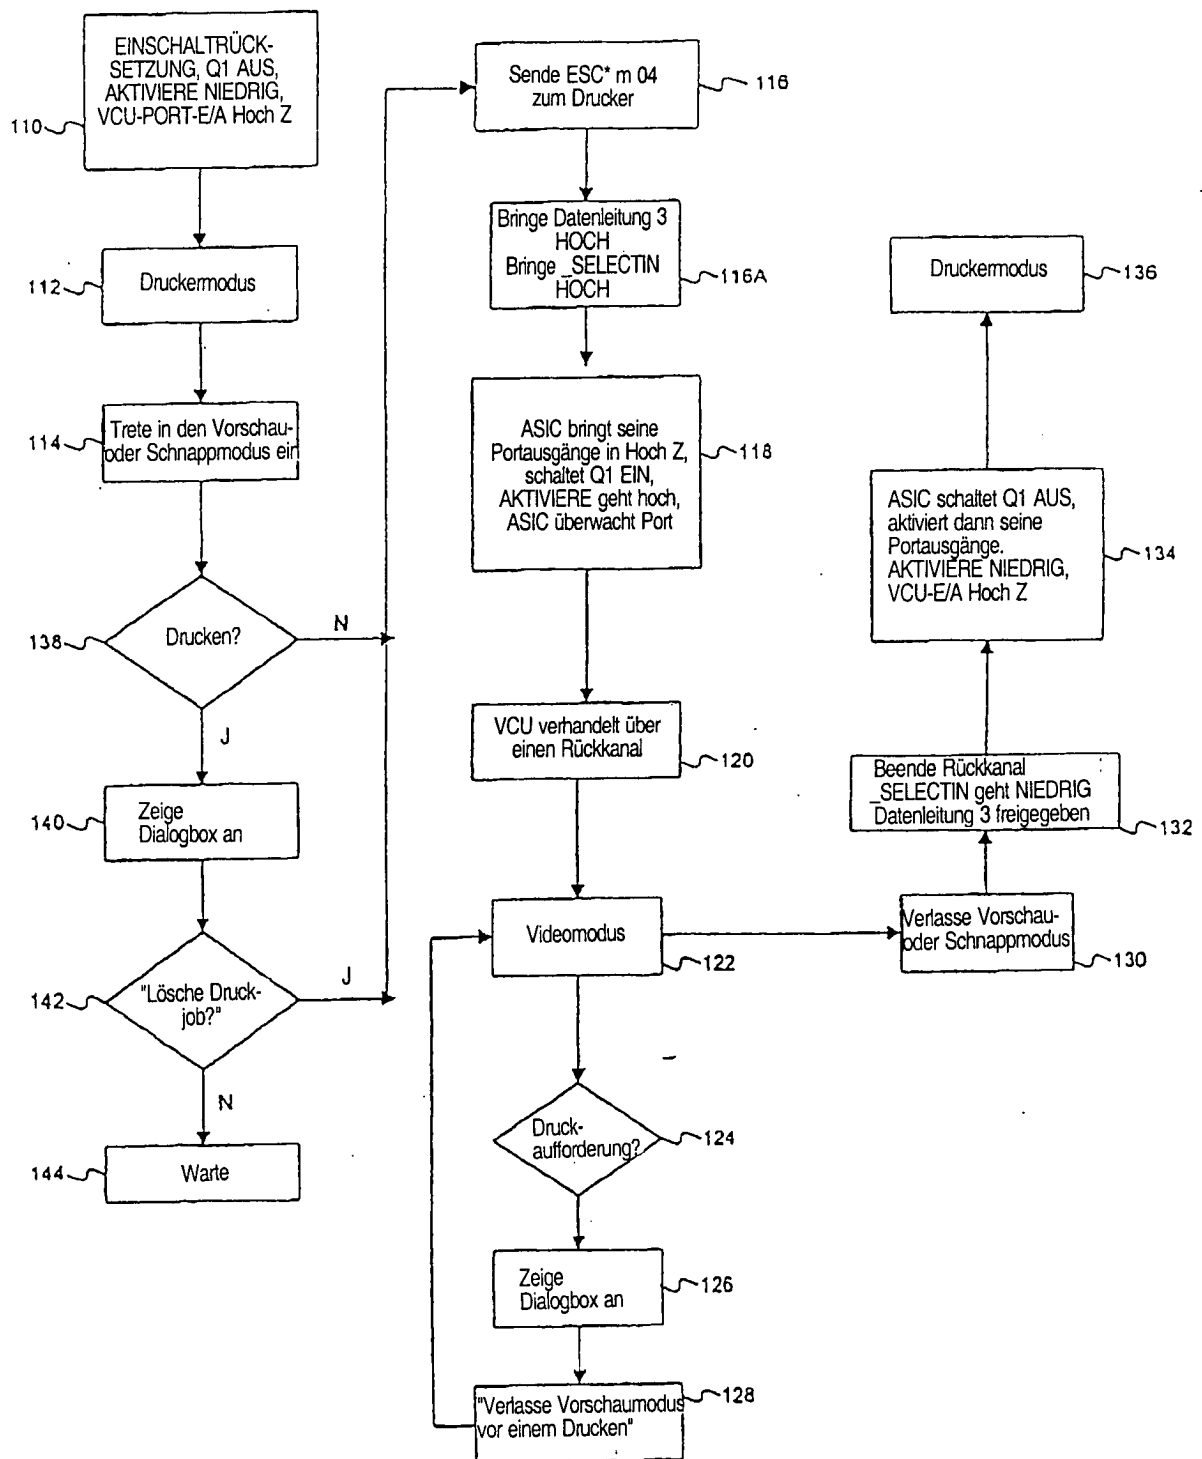 EINSCHALTRÜCK-
SETZUNG, Q1 AUS,
AKTIVIERE NIEDRIG,
VCU-PORT-E/A Hoch Z
110
Druckermodus
112
Trete in den Vorschau-
oder Schnappmodus ein
114
Drucken?
138
N
J
Zeige
Dialogbox an
140
"Lösche Druck-
job?"
142
J
N
Warte
144
Sende ESC* m 04
zum Drucker
116
Bringe Datenleitung 3
HOCH
Bringe _SELECTIN
HOCH
116A
ASIC bringt seine
Portausgänge in Hoch Z,
schaltet Q1 EIN,
AKTIVIERE geht hoch,
ASIC überwacht Port
118
VCU verhandelt über
einen Rückkanal
120
Videomodus
122
Druck-
aufforderung?
124
Zeige
Dialogbox an
126
"Verlasse Vorschaumodus
vor einem Drucken"
128
Druckermodus
136
ASIC schaltet Q1 AUS,
aktiviert dann seine
Portausgänge.
AKTIVIERE NIEDRIG,
VCU-E/A Hoch Z
134
Beende Rückkanal
_SELECTIN geht NIEDRIG
Datenleitung 3 freigegeben
132
Verlasse Vorschau-
oder Schnappmodus
130